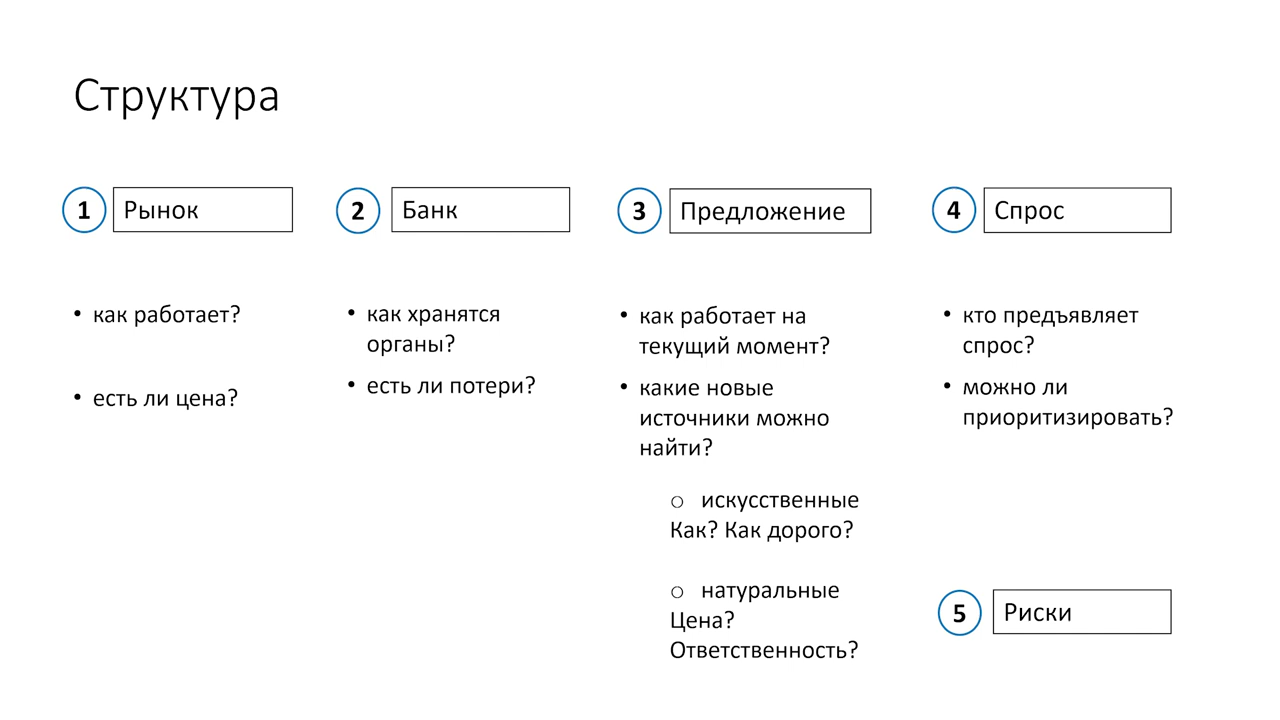 Структура
1 Рынок
• как работает?
• есть ли цена?
2 Банк
• как хранятся
органы?
• есть ли потери?
3 Предложение
• как работает на
текущий момент?
• какие новые
источники можно
найти?
o искусственные
Как? Как дорого?
o натуральные
Цена?
Ответственность?
4 Спрос
• кто предъявляет
спрос?
• можно ли
приоритизировать?
5 Риски